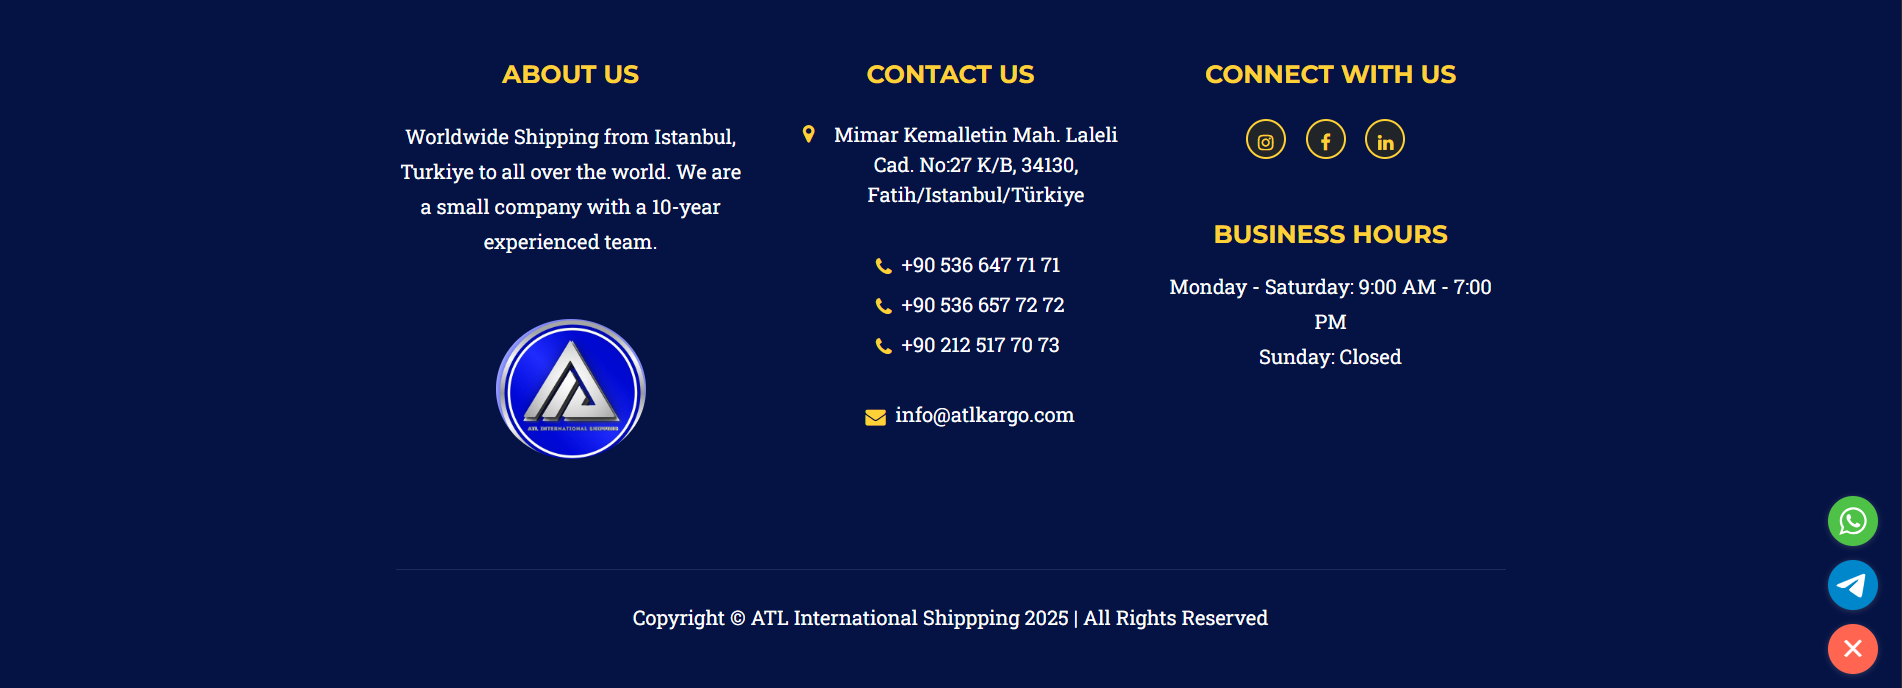 ABOUT US
Worldwide Shipping from Istanbul,
Turkiye to all over the world. We are
a small company with a 10-year
experienced team.
ATL INTERNATIONAL SHIPPING
CONTACT US
Mimar Kemalletin Mah. Laleli
Cad. No:27 K/B, 34130,
Fatih/Istanbul/Türkiye
+90 536 647 71 71
+90 536 657 72 72
+90 212 517 70 73
info@atlkargo.com
CONNECT WITH US
BUSINESS HOURS
Monday - Saturday: 9:00 AM - 7:00
PM
Sunday: Closed
Copyright © ATL International Shippping 2025 | All Rights Reserved